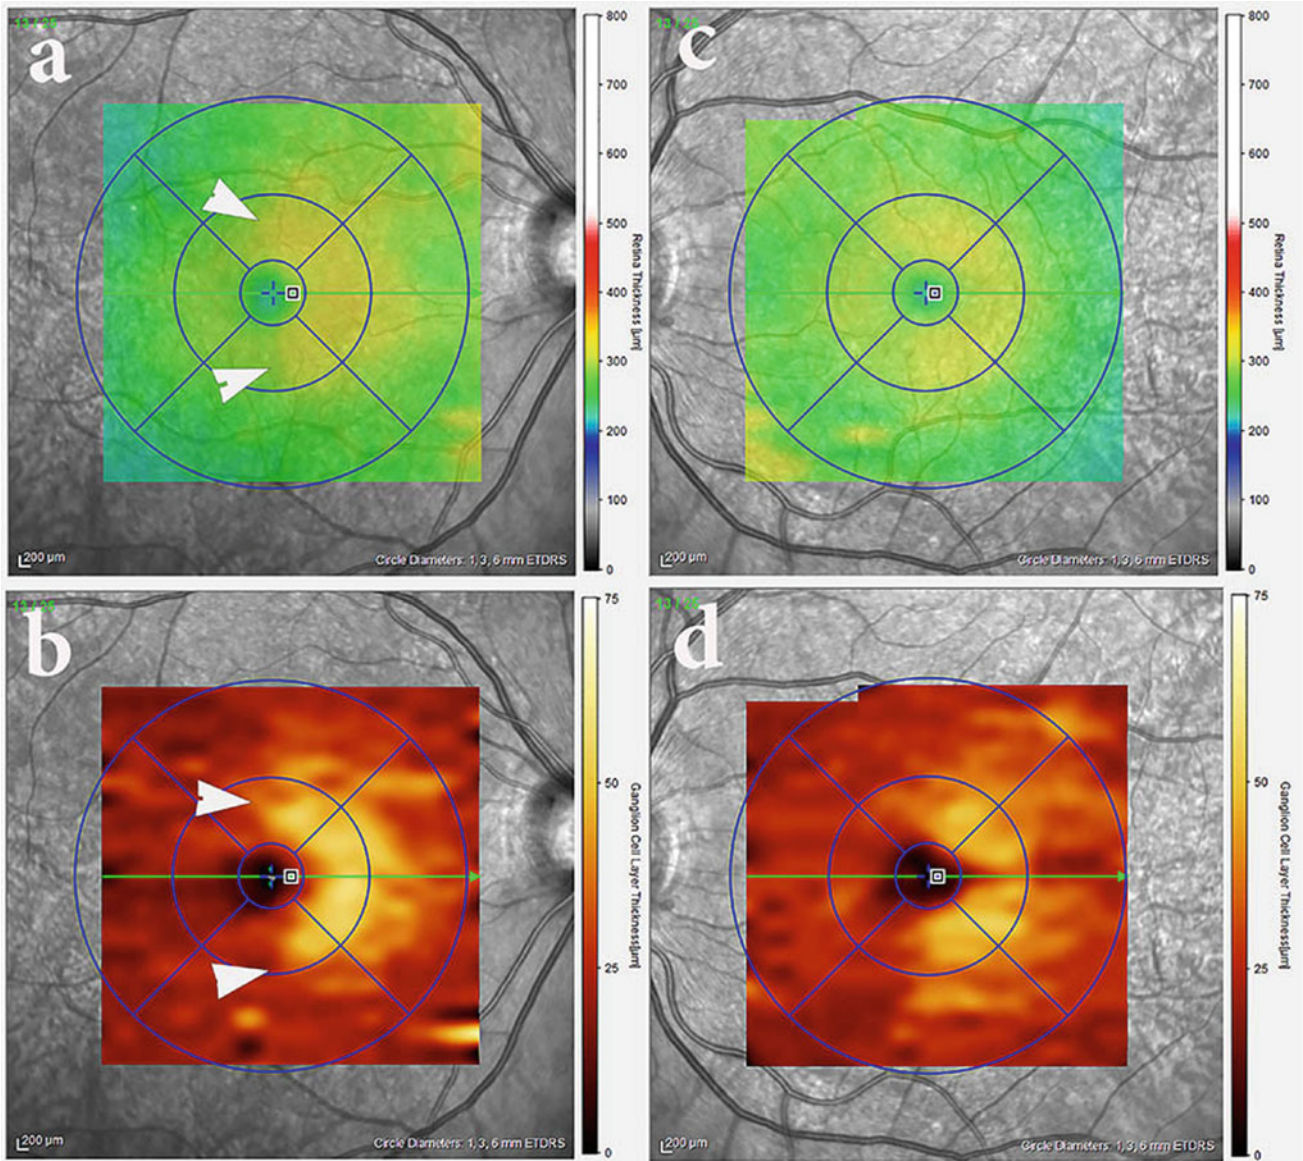 13 / 25
a
800
700
600
500
400
300
200
100
0
Retina Thickness [µm]
200 µm
Circle Diameters: 1, 3, 6 mm ETDRS
c
800
700
600
500
400
300
200
100
0
Retina Thickness [µm]
200 µm
Circle Diameters: 1, 3, 6 mm ETDRS
b
75
50
25
0
Ganglion Cell Layer Thickness[µm]
200 µm
Circle Diameters: 1, 3, 6 mm ETDRS
d
75
50
25
0
Ganglion Cell Layer Thickness[µm]
200 µm
Circle Diameters: 1, 3, 6 mm ETDRS